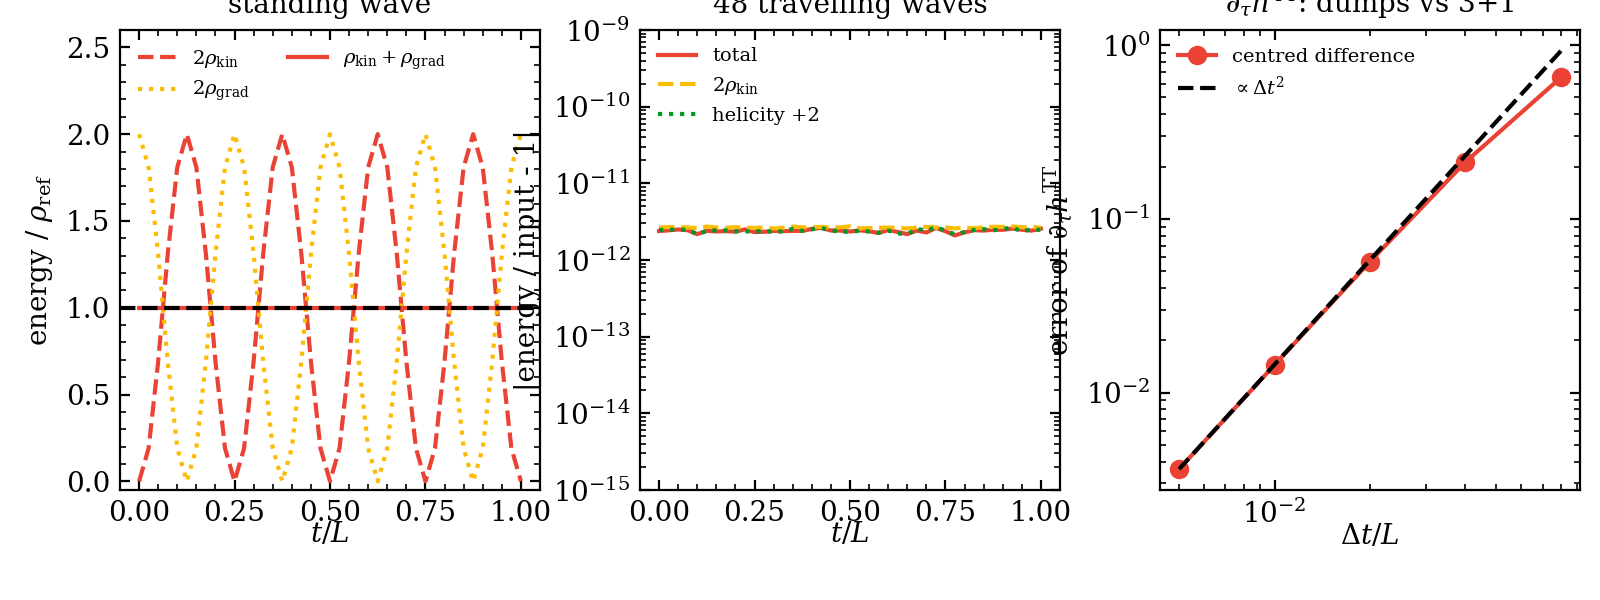 standing wave
2ρkin
ρkin + ρgrad
2ρgrad
2.5
2.0
1.5
1.0
0.5
0.0
energy / ρref
0.00 0.25 0.50 0.75 1.00
t/L
48 travelling waves
total
2ρkin
helicity +2
10⁻⁹
10⁻¹⁰
10⁻¹¹
10⁻¹²
10⁻¹³
10⁻¹⁴
10⁻¹⁵
|energy / input - 1|
0.00 0.25 0.50 0.75 1.00
t/L
: dumps vs 3+1
centred difference
∝ Δt²
10⁰
10⁻¹
10⁻²
error of ∂τhᵀᵀ
10⁻²
Δt/L